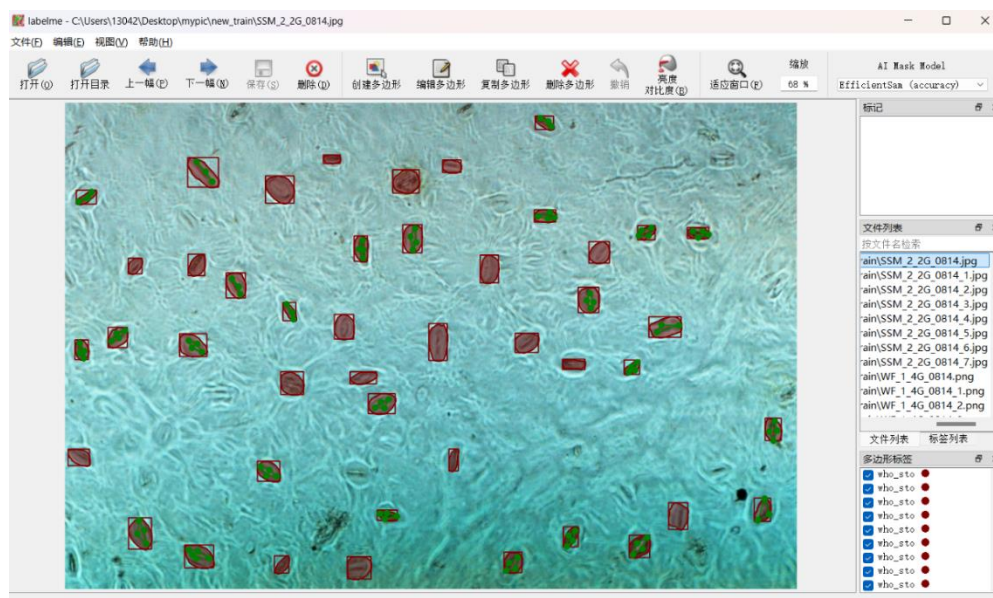 labelme - C:\Users\13042\Desktop\mypic\new_train\SSM_2_2G_0814.jpg
文件(F) 编辑(E) 视图(V) 帮助(H)
打开(O) 打开目录 上一幅(P) 下一幅(N) 保存(S) 删除(D) 创建多边形 编辑多边形 复制多边形 删除多边形 撤销 亮度对比度(B) 适应窗口(F) 缩放 68 % AI Mask Model
EfficientSam (accuracy)
标记
文件列表
按文件名检索
rain\SSM_2_2G_0814.jpg
rain\SSM_2_2G_0814_1.jpg
rain\SSM_2_2G_0814_2.jpg
rain\SSM_2_2G_0814_3.jpg
rain\SSM_2_2G_0814_4.jpg
rain\SSM_2_2G_0814_5.jpg
rain\SSM_2_2G_0814_6.jpg
rain\SSM_2_2G_0814_7.jpg
rain\WF_1_4G_0814.png
rain\WF_1_4G_0814_1.png
rain\WF_1_4G_0814_2.png
文件列表 标签列表
多边形标签
who_sto
who_sto
who_sto
who_sto
who_sto
who_sto
who_sto
who_sto
who_sto